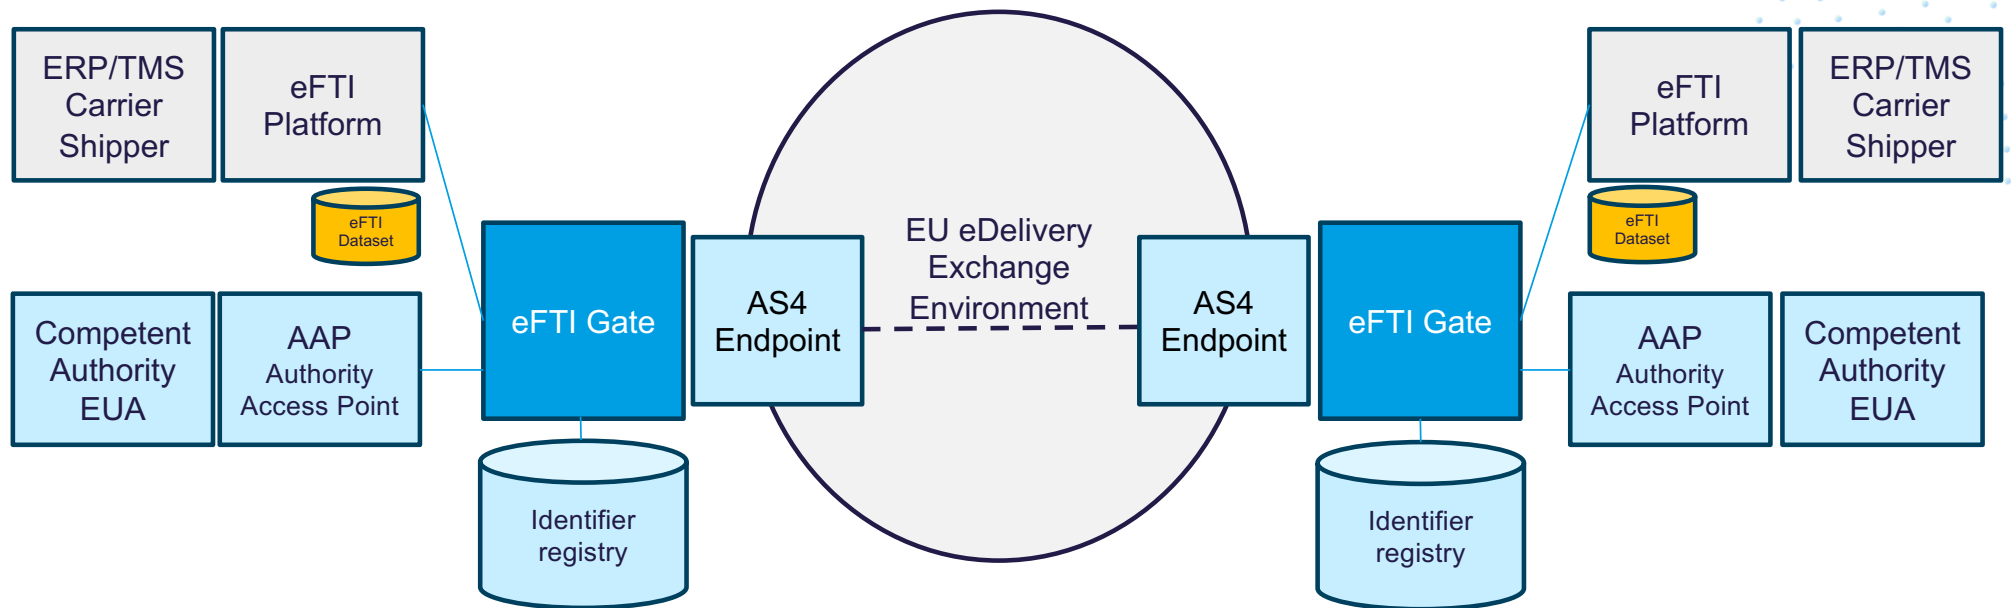 ERP/TMS
Carrier
Shipper
eFTI
Platform
eFTI
Dataset
Competent
Authority
EUA
AAP
Authority
Access Point
eFTI Gate
AS4
Endpoint
Identifier
registry
EU eDelivery
Exchange
Environment
AS4
Endpoint
eFTI Gate
Identifier
registry
eFTI
Platform
eFTI
Dataset
ERP/TMS
Carrier
Shipper
AAP
Authority
Access Point
Competent
Authority
EUA